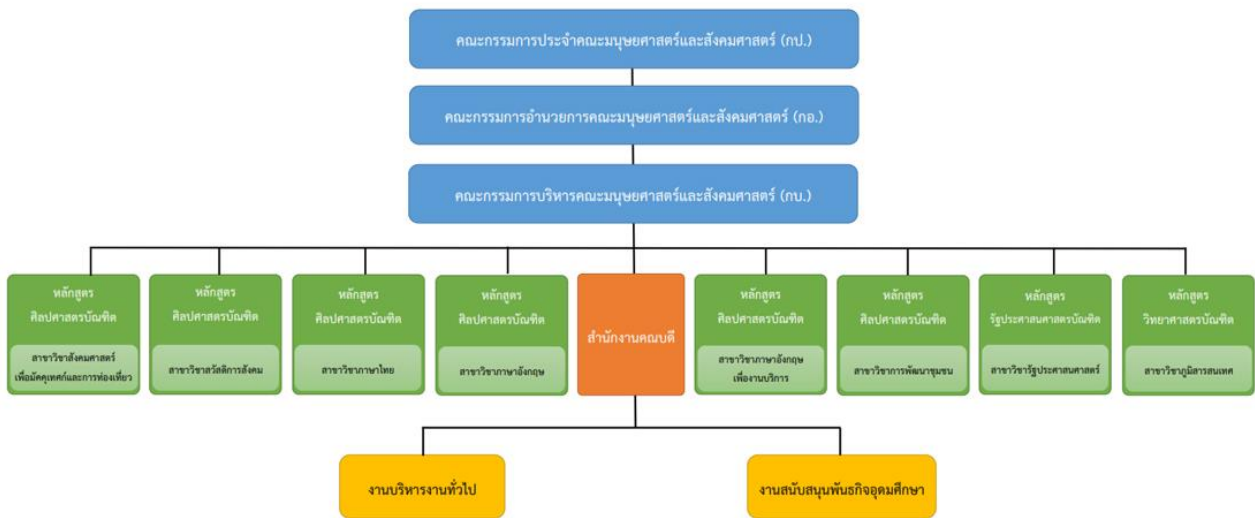 คณะกรรมการประจำคณะมนุษยศาสตร์และสังคมศาสตร์ (กป.)
คณะกรรมการอำนวยการคณะมนุษยศาสตร์และสังคมศาสตร์ (กอ.)
คณะกรรมการบริหารคณะมนุษยศาสตร์และสังคมศาสตร์ (กบ.)
หลักสูตร
ศิลปศาสตรบัณฑิต
สาขาวิชาสังคมศาสตร์
เพื่อมัคคุเทศก์และการท่องเที่ยว
หลักสูตร
ศิลปศาสตรบัณฑิต
สาขาวิชาสวัสดิการสังคม
หลักสูตร
ศิลปศาสตรบัณฑิต
สาขาวิชาภาษาไทย
หลักสูตร
ศิลปศาสตรบัณฑิต
สาขาวิชาภาษาอังกฤษ
สำนักงานคณบดี
หลักสูตร
ศิลปศาสตรบัณฑิต
สาขาวิชาภาษาอังกฤษ
เพื่องานบริการ
หลักสูตร
ศิลปศาสตรบัณฑิต
สาขาวิชาการพัฒนาชุมชน
หลักสูตร
รัฐประศาสนศาสตรบัณฑิต
สาขาวิชารัฐประศาสนศาสตร์
หลักสูตร
วิทยาศาสตรบัณฑิต
สาขาวิชาภูมิสารสนเทศ
งานบริหารงานทั่วไป
งานสนับสนุนพันธกิจอุดมศึกษา